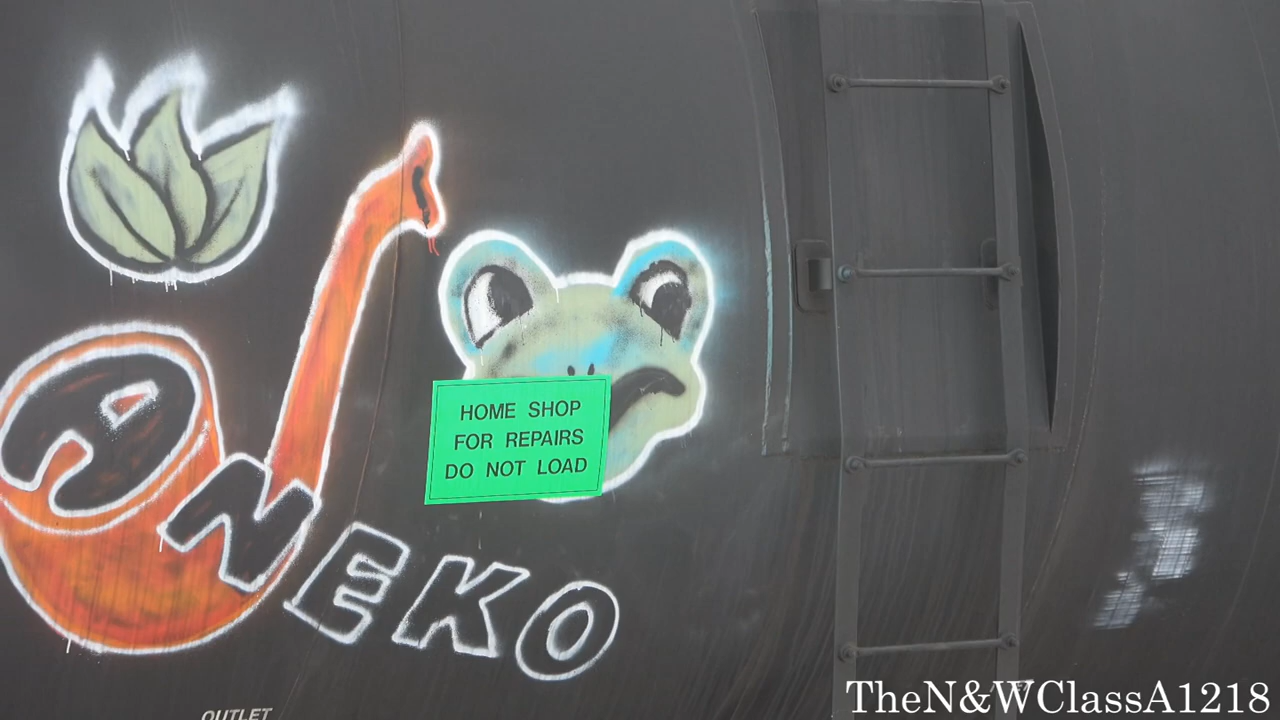 ANEKO
HOME SHOP
FOR REPAIRS
DO NOT LOAD
OUTLET
TheN&WClassA1218